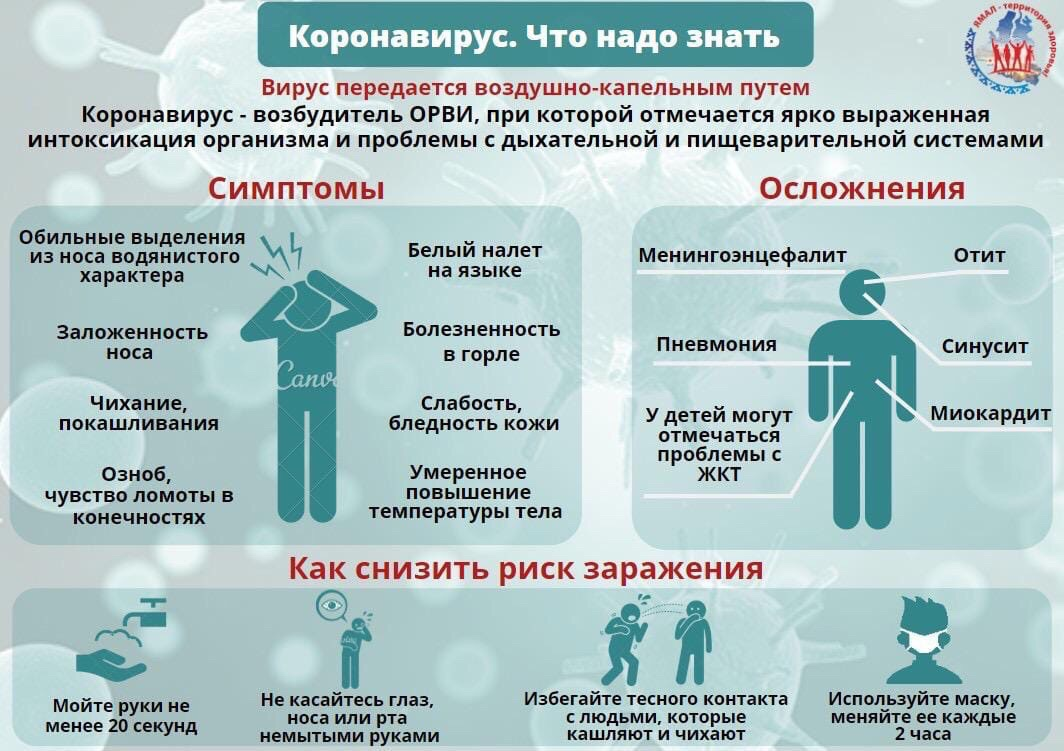 Коронавирус. Что надо знать
ЯМАЛ - территория здоровья!
Вирус передается воздушно-капельным путем
Коронавирус - возбудитель ОРВИ, при которой отмечается ярко выраженная
интоксикация организма и проблемы с дыхательной и пищеварительной системами
Симптомы
Обильные выделения
из носа водянистого
характера
Заложенность
носа
Чихание,
покашливания
Озноб,
чувство ломоты в
конечностях
Canva
Белый налет
на языке
Болезненность
в горле
Слабость,
бледность кожи
Умеренное
повышение
температуры тела
Осложнения
Менингоэнцефалит
Отит
Пневмония
Синусит
У детей могут
отмечаться
проблемы с
ЖКТ
Миокардит
Как снизить риск заражения
Мойте руки не
менее 20 секунд
Не касайтесь глаз,
носа или рта
немытыми руками
Избегайте тесного контакта
с людьми, которые
кашляют и чихают
Используйте маску,
меняйте ее каждые
2 часа